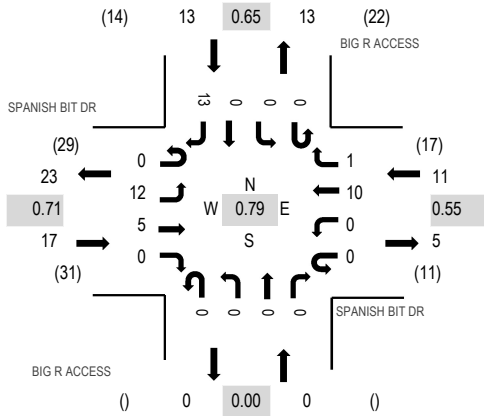 (14) 13 0.65 13 (22)
BIG R ACCESS
13 0 0 0
SPANISH BIT DR
(29) (17)
0 1
23 11
12 10
N
0.71 W 0.79 E 0.55
5 0
S
17 5
0 0
(31) (11)
0 0 0 0
SPANISH BIT DR
BIG R ACCESS
() 0 0.00 0 ()